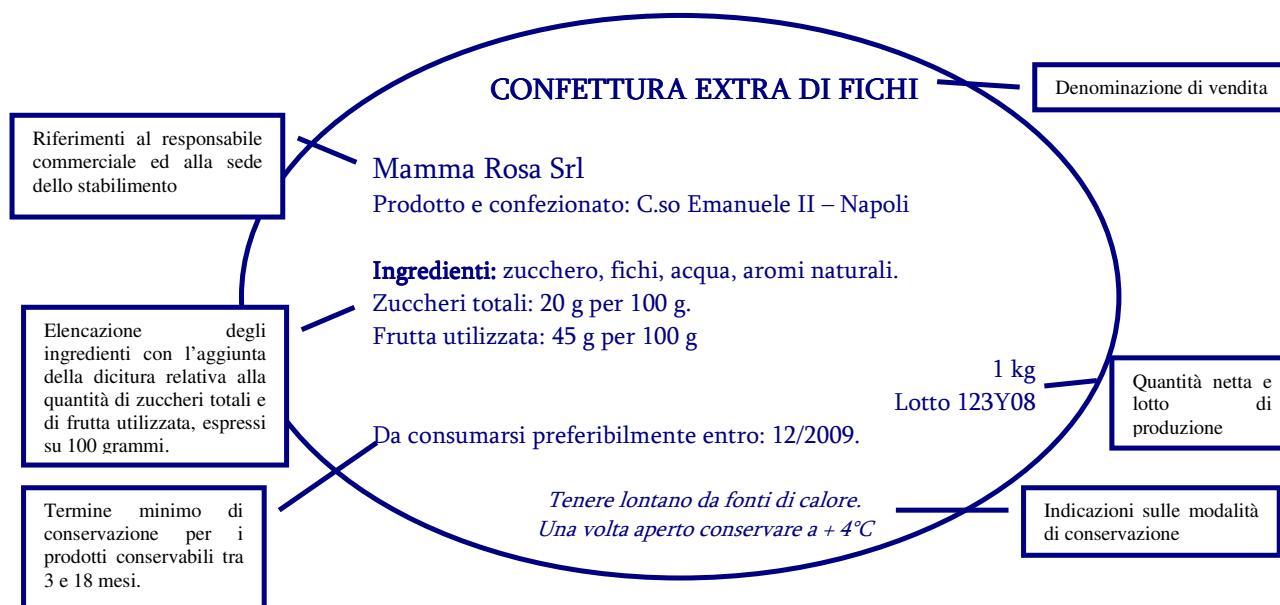 CONFETTURA EXTRA DI FICHI
Denominazione di vendita
Riferimenti al responsabile
commerciale ed alla sede
dello stabilimento
Mamma Rosa Srl
Prodotto e confezionato: C.so Emanuele II – Napoli
Ingredienti: zucchero, fichi, acqua, aromi naturali.
Zuccheri totali: 20 g per 100 g.
Frutta utilizzata: 45 g per 100 g
Elencazione degli
ingredienti con l'aggiunta
della dicitura relativa alla
quantità di zuccheri totali e
di frutta utilizzata, espressi
su 100 grammi.
1 kg
Lotto 123Y08
Quantità netta e
lotto di
produzione
Da consumarsi preferibilmente entro: 12/2009.
Termine minimo di
conservazione per i
prodotti conservabili tra
3 e 18 mesi.
Tenere lontano da fonti di calore.
Una volta aperto conservare a + 4°C
Indicazioni sulle modalità
di conservazione